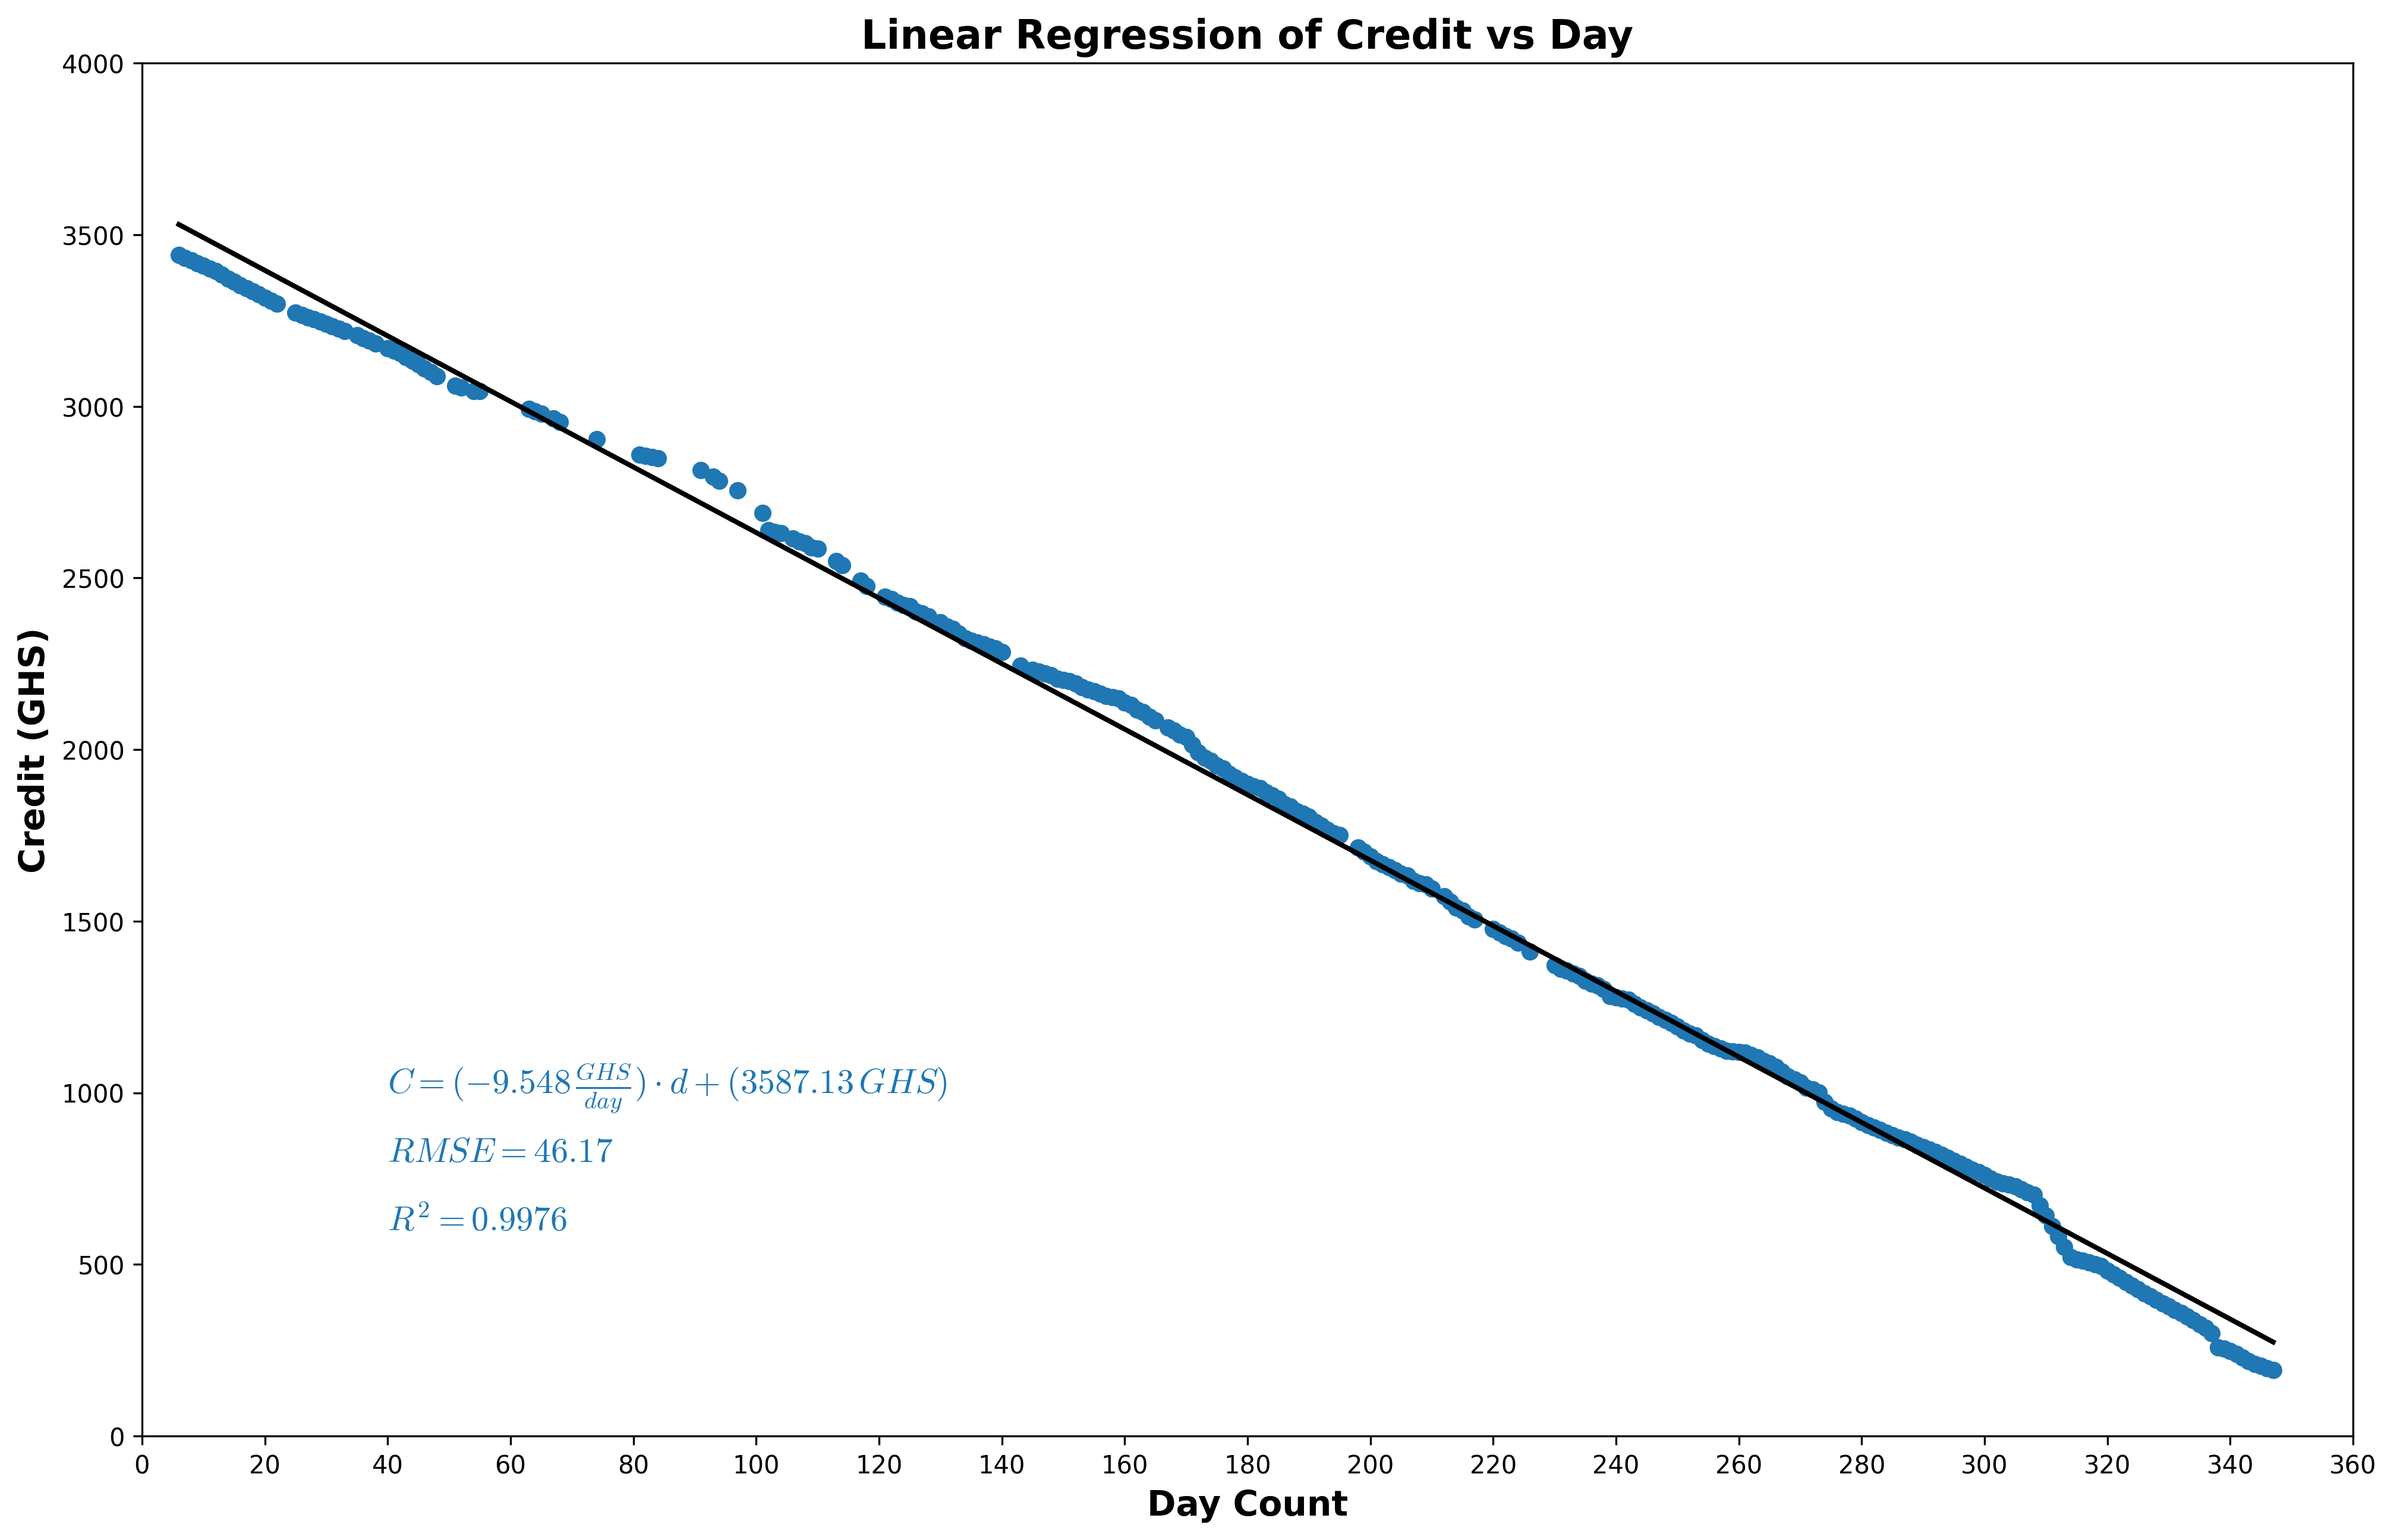 Linear Regression of Credit vs Day
4000
3500
3000
2500
2000
1500
1000
500
0
Credit (GHS)
C = (−9.548 GHS/day) · d + (3587.13 GHS)
RMSE = 46.17
R² = 0.9976
0 20 40 60 80 100 120 140 160 180 200 220 240 260 280 300 320 340 360
Day Count